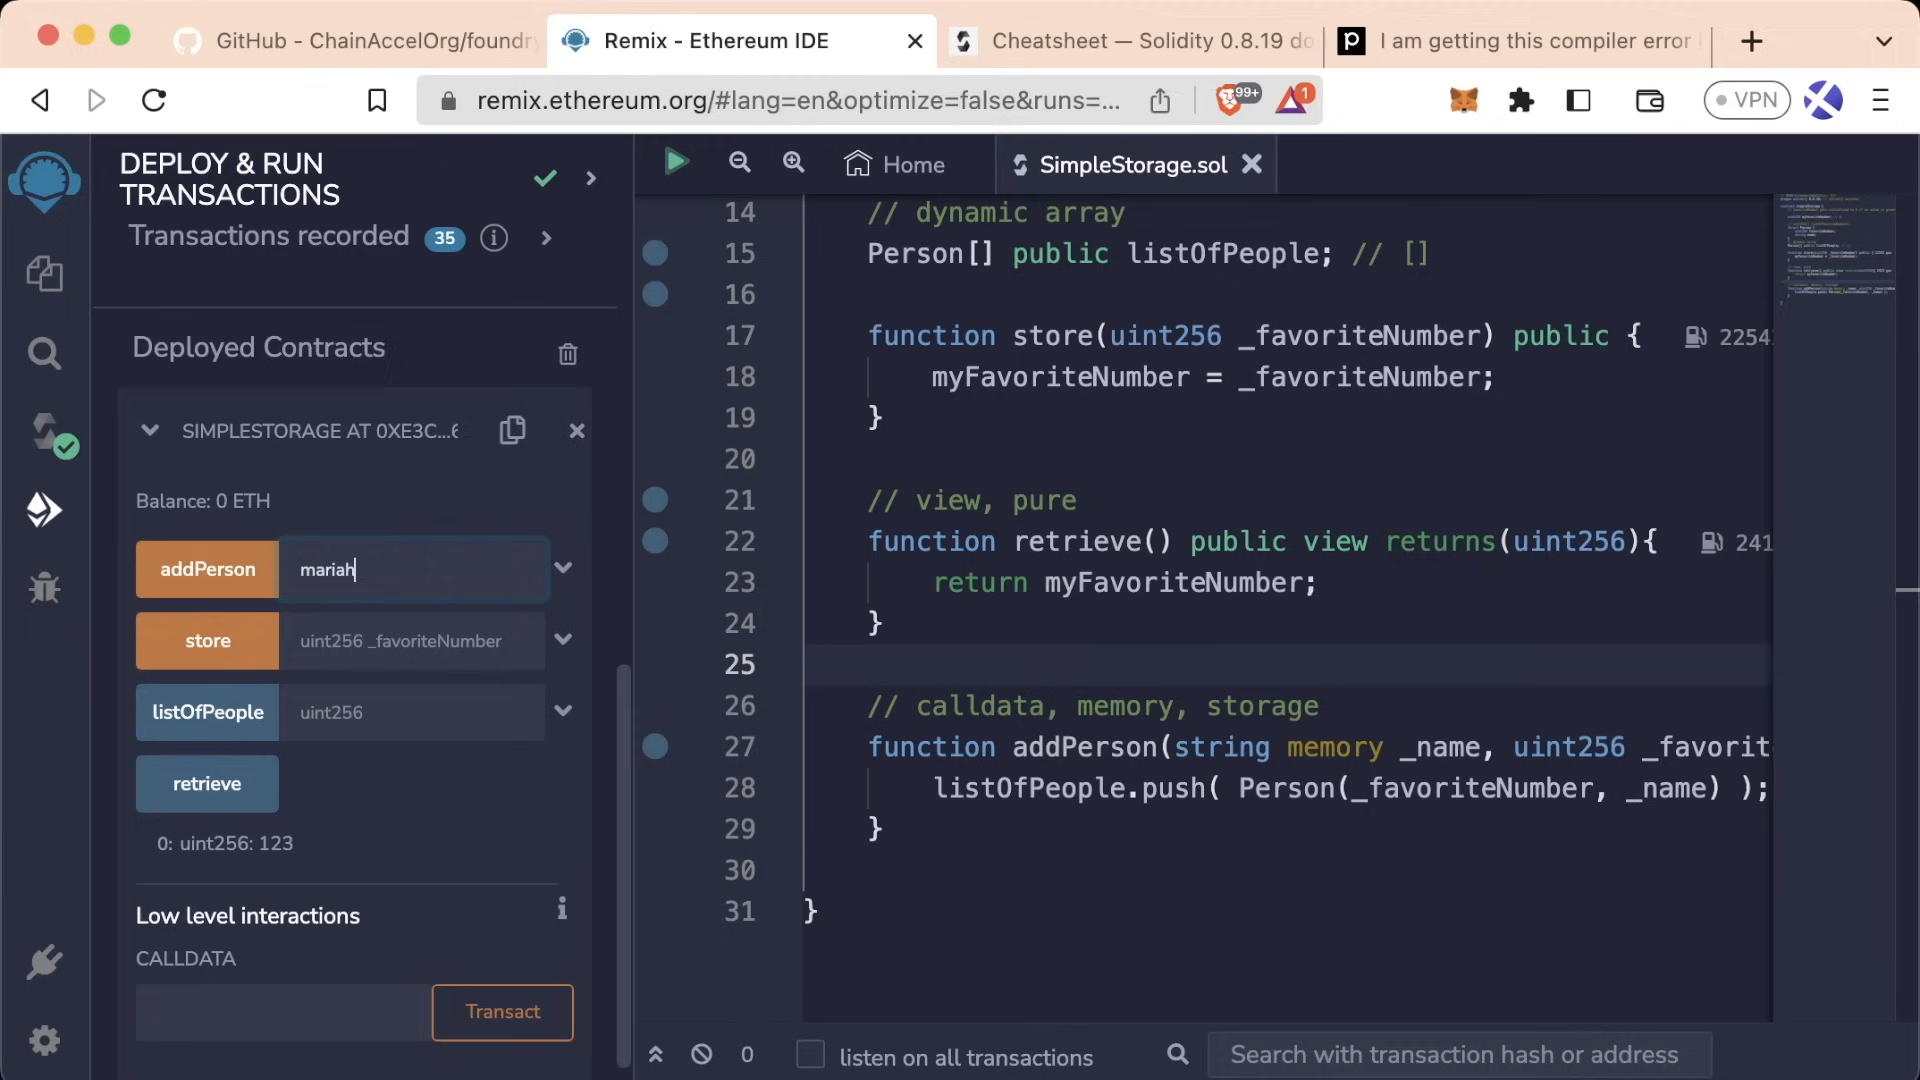 GitHub - ChainAccelOrg/foundry
Remix - Ethereum IDE
Cheatsheet — Solidity 0.8.19 do
I am getting this compiler error
remix.ethereum.org/#lang=en&optimize=false&runs=...
99+
1
VPN
DEPLOY & RUN
TRANSACTIONS
Transactions recorded 35
Deployed Contracts
SIMPLESTORAGE AT 0XE3C...6
Balance: 0 ETH
addPerson mariah
store uint256 _favoriteNumber
listOfPeople uint256
retrieve
0: uint256: 123
Low level interactions
CALLDATA
Transact
Home
SimpleStorage.sol
14 // dynamic array
15 Person[] public listOfPeople; // []
16
17 function store(uint256 _favoriteNumber) public { 2254
18 myFavoriteNumber = _favoriteNumber;
19 }
20
21 // view, pure
22 function retrieve() public view returns(uint256){ 241
23 return myFavoriteNumber;
24 }
25
26 // calldata, memory, storage
27 function addPerson(string memory _name, uint256 _favorit
28 listOfPeople.push( Person(_favoriteNumber, _name) );
29 }
30
31 }
0
listen on all transactions
Search with transaction hash or address